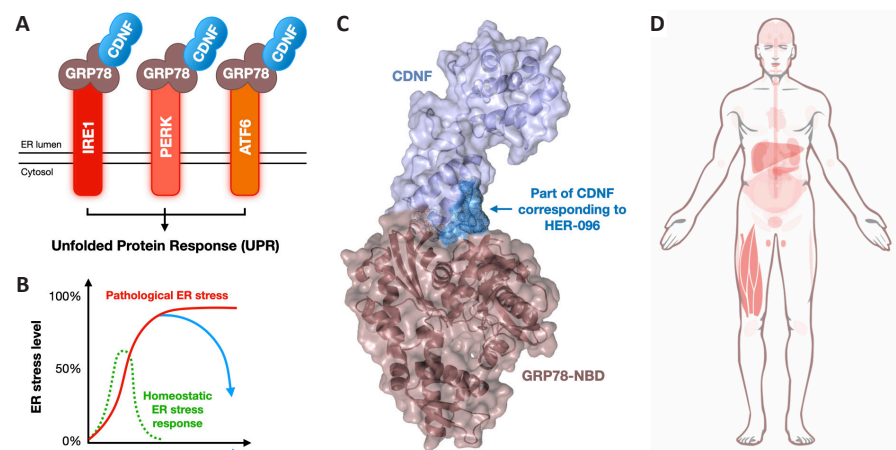 A
CDNF
CDNF
CDNF
GRP78
GRP78
GRP78
IRE1
PERK
ATF6
ER lumen
Cytosol
Unfolded Protein Response (UPR)
B
100%
50%
0%
ER stress level
Pathological ER stress
Homeostatic
ER stress
response
C
CDNF
Part of CDNF
corresponding to
HER-096
GRP78-NBD
D